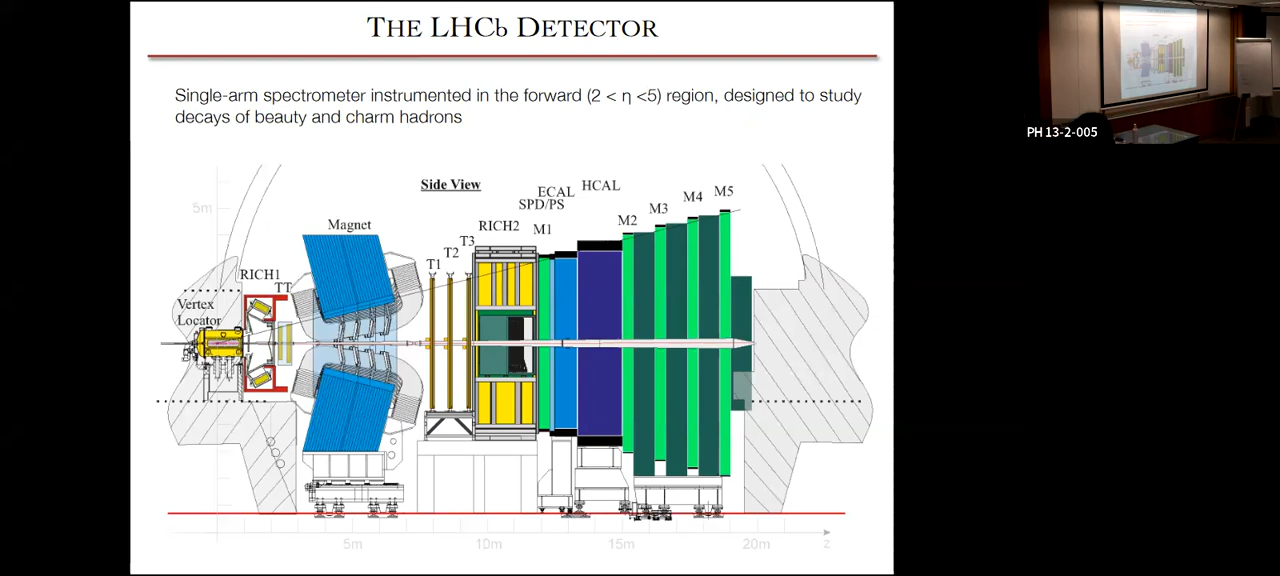 THE LHCb DETECTOR
Single-arm spectrometer instrumented in the forward (2 < η <5) region, designed to study
decays of beauty and charm hadrons
PH 13-2-005
Side View
5m
Magnet
RICH1
TT
Vertex
Locator
T1
T2
T3
RICH2
SPD/PS
M1
ECAL
HCAL
M2
M3
M4
M5
5m
10m
15m
20m
z